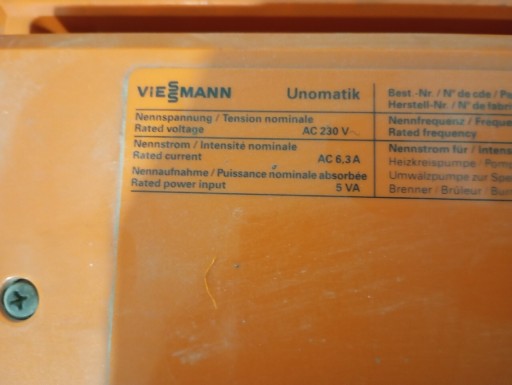 VIESSMANN Unomatik
Nennspannung / Tension nominale
Rated voltage AC 230 V~
Nennstrom / Intensité nominale
Rated current AC 6,3 A
Nennaufnahme / Puissance nominale absorbée
Rated power input 5 VA
Best.-Nr. / N° de cde / Pa
Herstell-Nr. / N° de fabri
Nennfrequenz / Freque
Rated frequency
Nennstrom für / Intens
Heizkreispumpe / Pom
Umwälzpumpe zur Spe
Brenner / Brûleur / Bur